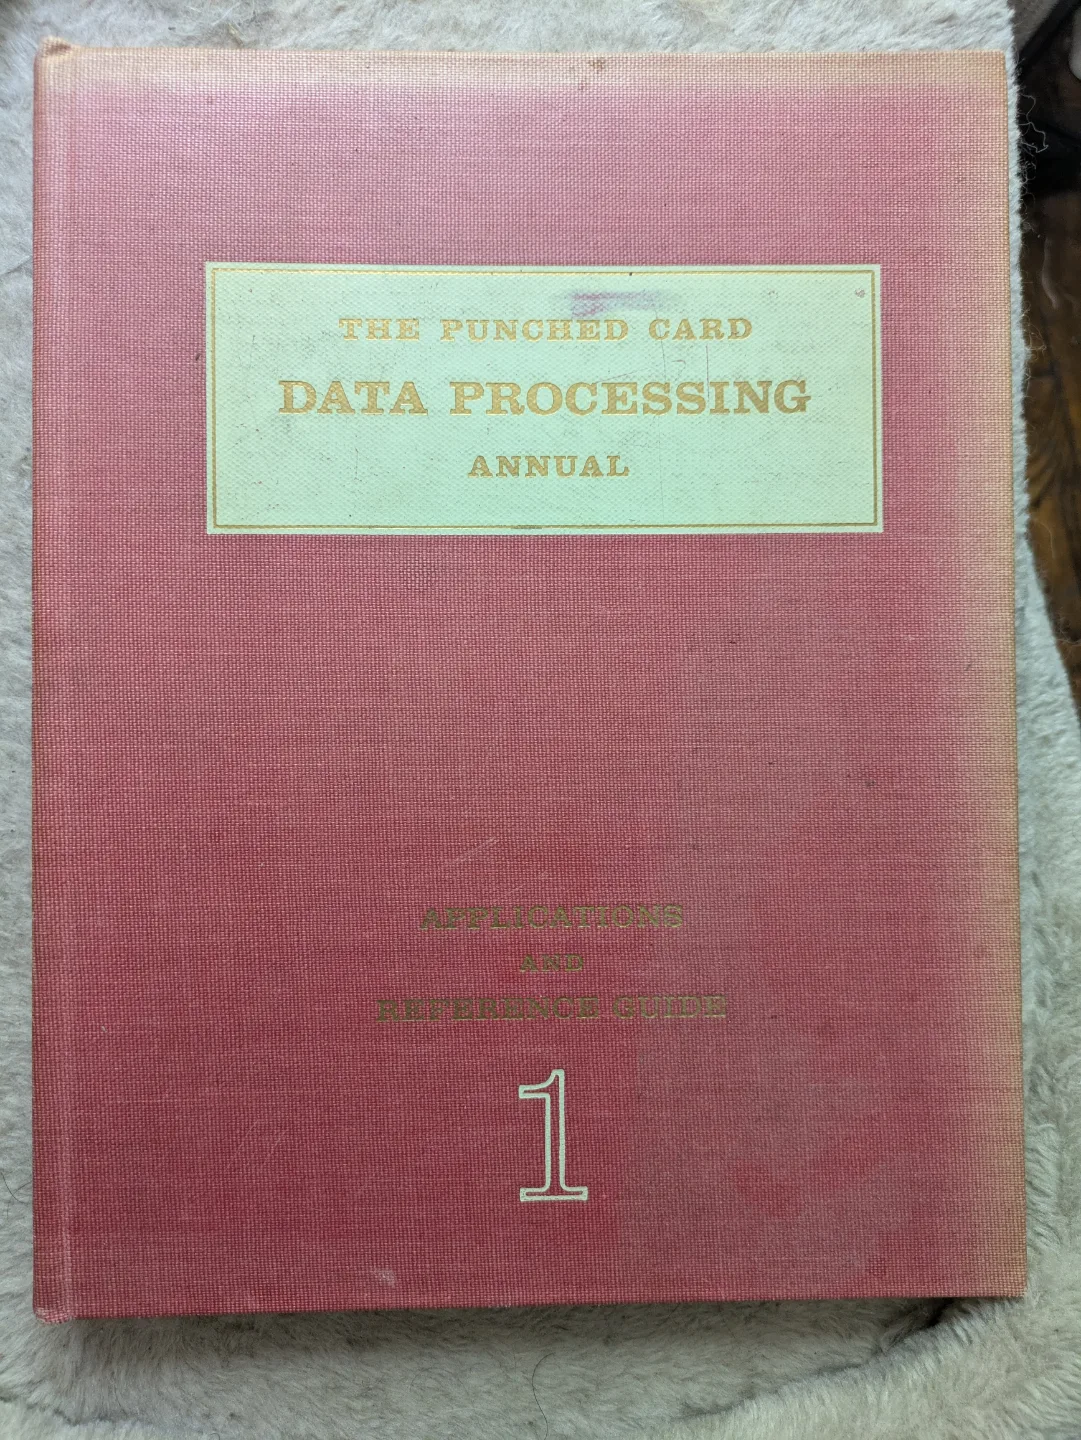 THE PUNCHED CARD
DATA PROCESSING
ANNUAL
APPLICATIONS
AND
REFERENCE GUIDE
1